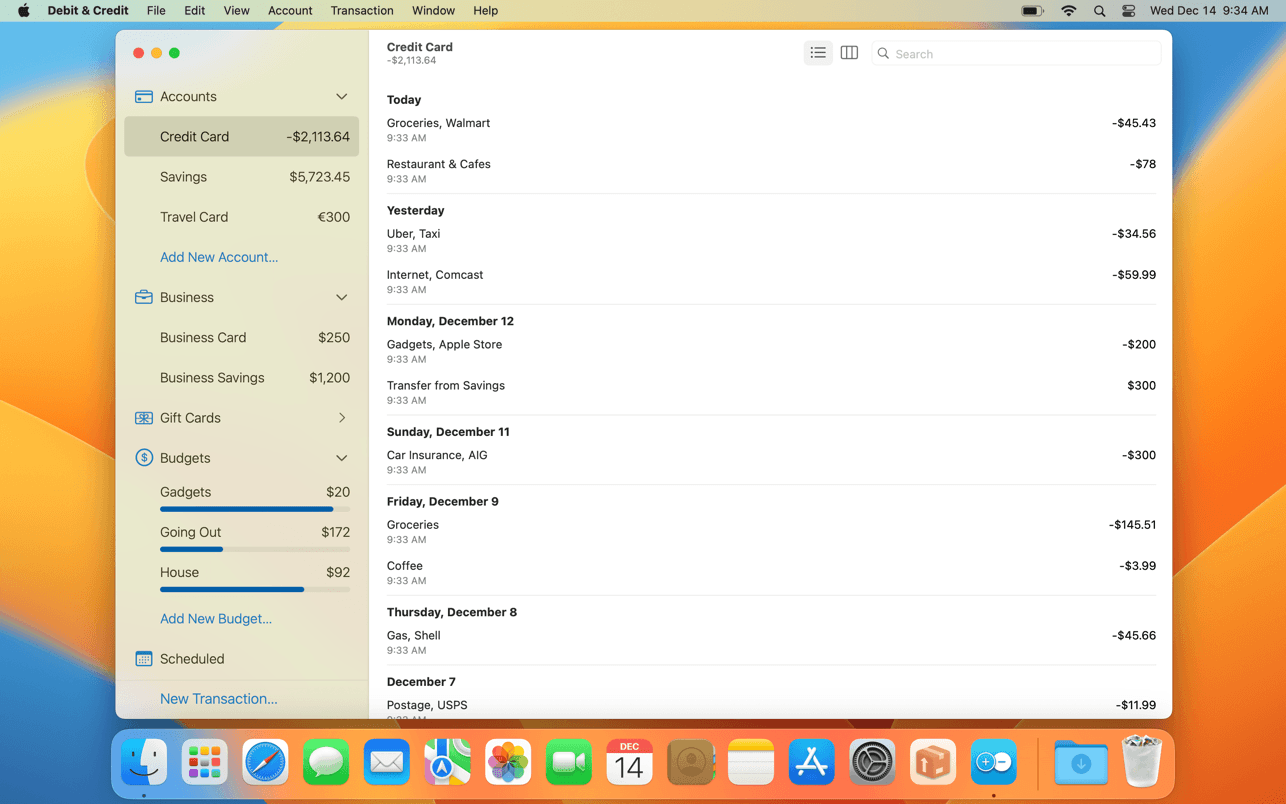 Debit & Credit File Edit View Account Transaction Window Help Wed Dec 14 9:34 AM
Credit Card
-$2,113.64
Search
Accounts
Credit Card -$2,113.64
Savings $5,723.45
Travel Card €300
Add New Account...
Business
Business Card $250
Business Savings $1,200
Gift Cards
Budgets
Gadgets $20
Going Out $172
House $92
Add New Budget...
Scheduled
New Transaction...
Today
Groceries, Walmart -$45.43
9:33 AM
Restaurant & Cafes -$78
9:33 AM
Yesterday
Uber, Taxi -$34.56
9:33 AM
Internet, Comcast -$59.99
9:33 AM
Monday, December 12
Gadgets, Apple Store -$200
9:33 AM
Transfer from Savings $300
9:33 AM
Sunday, December 11
Car Insurance, AIG -$300
9:33 AM
Friday, December 9
Groceries -$145.51
9:33 AM
Coffee -$3.99
9:33 AM
Thursday, December 8
Gas, Shell -$45.66
9:33 AM
December 7
Postage, USPS -$11.99
9:33 AM
DEC
14